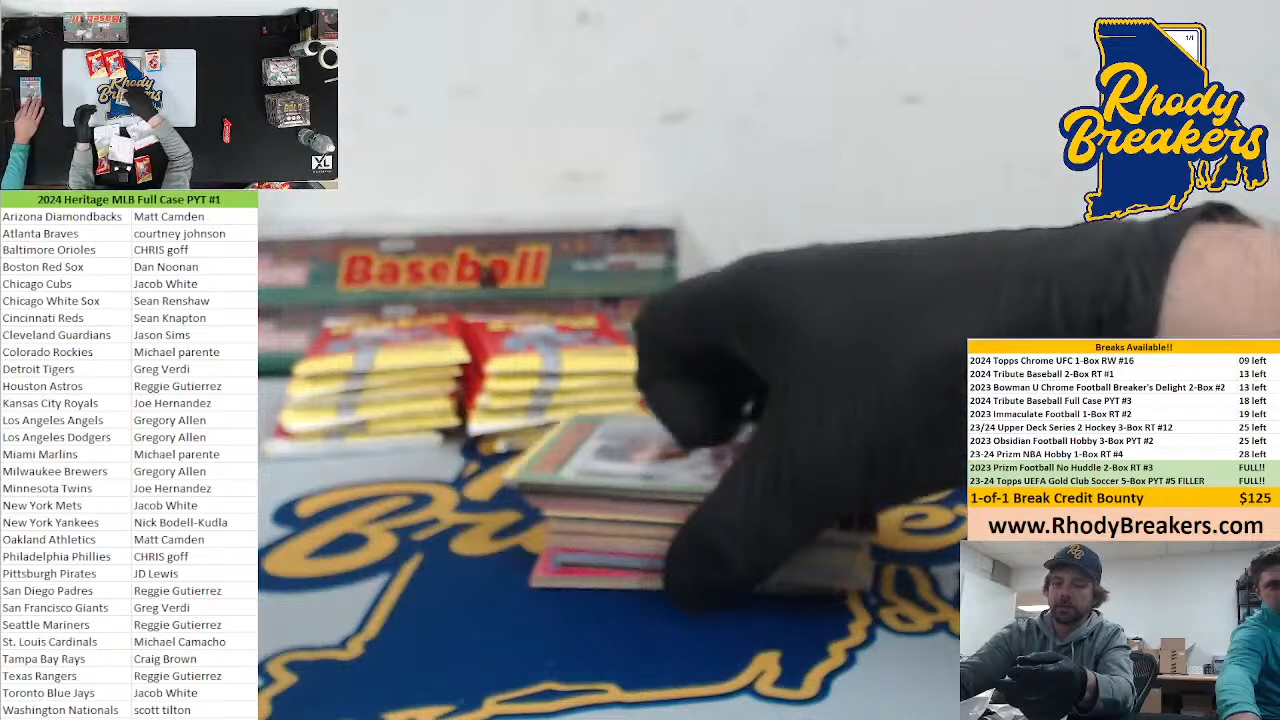 Baseball
XL
1/1
Rhody
Breakers
2024 Heritage MLB Full Case PYT #1
Arizona Diamondbacks Matt Camden
Atlanta Braves courtney johnson
Baltimore Orioles CHRIS goff
Boston Red Sox Dan Noonan
Chicago Cubs Jacob White
Chicago White Sox Sean Renshaw
Cincinnati Reds Sean Knapton
Cleveland Guardians Jason Sims
Colorado Rockies Michael parente
Detroit Tigers Greg Verdi
Houston Astros Reggie Gutierrez
Kansas City Royals Joe Hernandez
Los Angeles Angels Gregory Allen
Los Angeles Dodgers Gregory Allen
Miami Marlins Michael parente
Milwaukee Brewers Gregory Allen
Minnesota Twins Joe Hernandez
New York Mets Jacob White
New York Yankees Nick Bodell-Kudla
Oakland Athletics Matt Camden
Philadelphia Phillies CHRIS goff
Pittsburgh Pirates JD Lewis
San Diego Padres Reggie Gutierrez
San Francisco Giants Greg Verdi
Seattle Mariners Reggie Gutierrez
St. Louis Cardinals Michael Camacho
Tampa Bay Rays Craig Brown
Texas Rangers Reggie Gutierrez
Toronto Blue Jays Jacob White
Washington Nationals scott tilton
Baseball
Breaks Available!!
2024 Topps Chrome UFC 1-Box RW #16 09 left
2024 Tribute Baseball 2-Box RT #1 13 left
2023 Bowman U Chrome Football Breaker's Delight 2-Box #2 13 left
2024 Tribute Baseball Full Case PYT #3 18 left
2023 Immaculate Football 1-Box RT #2 19 left
23/24 Upper Deck Series 2 Hockey 3-Box RT #12 25 left
2023 Obsidian Football Hobby 3-Box PYT #2 25 left
23-24 Prizm NBA Hobby 1-Box RT #4 28 left
2023 Prizm Football No Huddle 2-Box RT #3 FULL!!
23-24 Topps UEFA Gold Club Soccer 5-Box PYT #5 FILLER FULL!!
1-of-1 Break Credit Bounty $125
www.RhodyBreakers.com